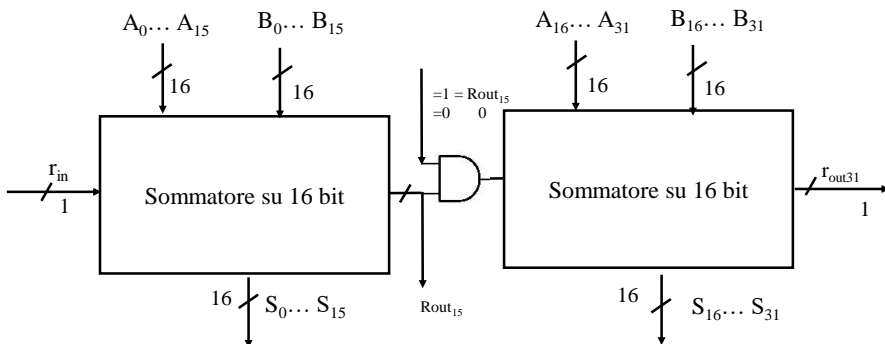 A0… A15
B0… B15
A16… A31
B16… B31
16
16
16
16
=1 = Rout15
=0 0
rin
1
Sommatore su 16 bit
Sommatore su 16 bit
rout31
1
16
S0… S15
Rout15
16
S16… S31